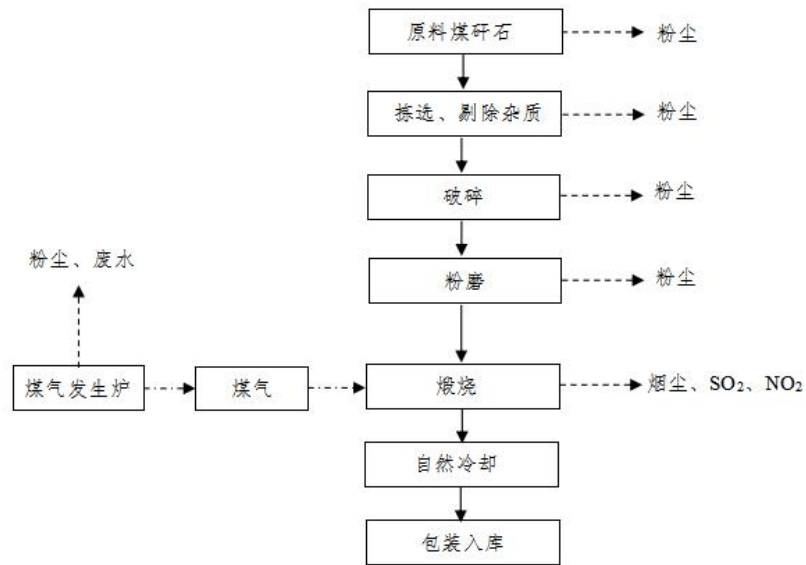 原料煤矸石
粉尘
拣选、剔除杂质
粉尘
破碎
粉尘
粉尘、废水
粉磨
粉尘
煤气发生炉
煤气
煅烧
烟尘、SO₂、NO₂
自然冷却
包装入库